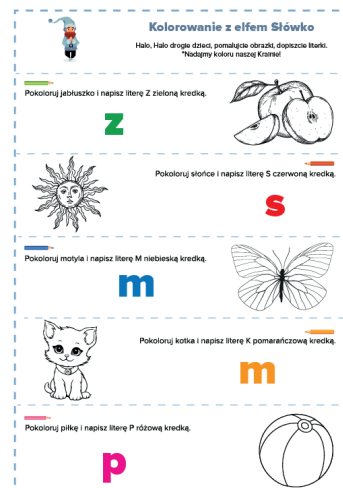 Kolorowanie z elfem Słówko
Halo, Halo drogie dzieci, pomalujcie obrazki, dopiszcie literki.
"Nadajmy koloru naszej Krainie!
Pokoloruj jabłuszko i napisz literę Z zieloną kredką.
z
Pokoloruj słońce i napisz literę S czerwoną kredką.
s
Pokoloruj motyla i napisz literę M niebieską kredką.
m
Pokoloruj kotka i napisz literę K pomarańczową kredką.
m
Pokoloruj piłkę i napisz literę P różową kredką.
p